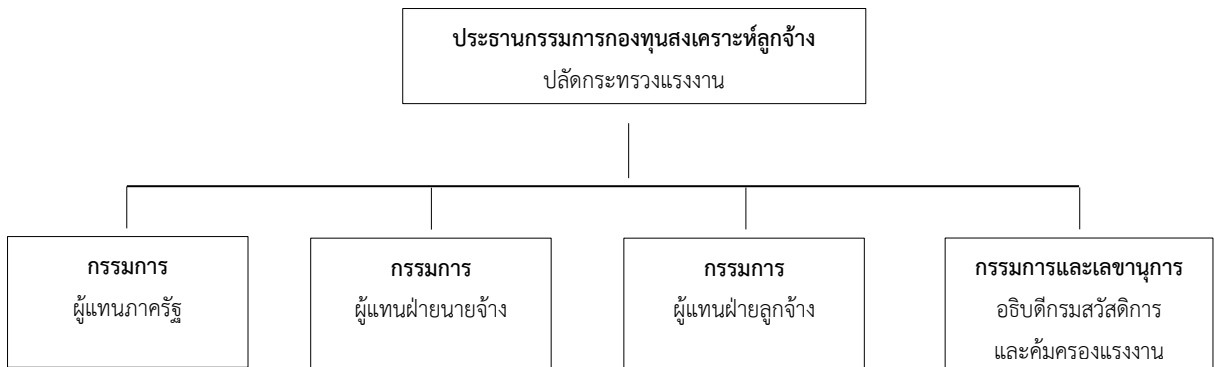 ประธานกรรมการกองทุนสงเคราะห์ลูกจ้าง
ปลัดกระทรวงแรงงาน
กรรมการ
ผู้แทนภาครัฐ
กรรมการ
ผู้แทนฝ่ายนายจ้าง
กรรมการ
ผู้แทนฝ่ายลูกจ้าง
กรรมการและเลขานุการ
อธิบดีกรมสวัสดิการ
และค้มครองแรงงาน